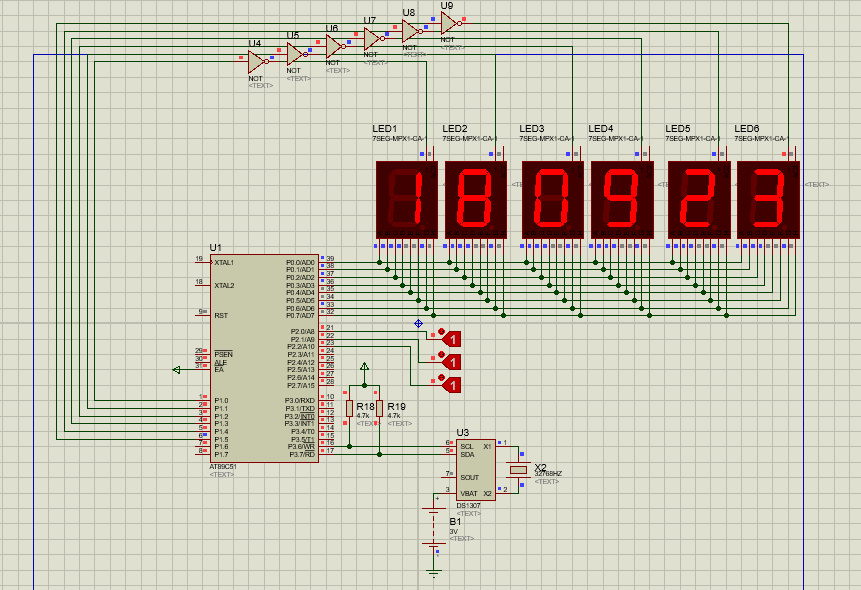 U9
U8
U7
U6
U5
U4
NOT
NOT
NOT
NOT
NOT
NOT
<TEXT>
<TEXT>
<TEXT>
<TEXT>
<TEXT>
<TEXT>
LED1 LED2 LED3 LED4 LED5 LED6
7SEG-MPX1-CA- 7SEG-MPX1-CA- 7SEG-MPX1-CA- 7SEG-MPX1-CA- 7SEG-MPX1-CA- 7SEG-MPX1-CA-
1 8 0 9 2 3
<TEXT>
U1
19 XTAL1 P0.0/AD0 39
P0.1/AD1 38
P0.2/AD2 37
18 XTAL2 P0.3/AD3 36
P0.4/AD4 35
P0.5/AD5 34
P0.6/AD6 33
9 RST P0.7/AD7 32
P2.0/A8 21 1
P2.1/A9 22
P2.2/A10 23
29 PSEN P2.3/A11 24 1
30 ALE P2.4/A12 25
31 EA P2.5/A13 26
P2.6/A14 27
P2.7/A15 28 1
1 P1.0 P3.0/RXD 10
2 P1.1 P3.1/TXD 11
3 P1.2 P3.2/INT0 12
4 P1.3 P3.3/INT1 13
5 P1.4 P3.4/T0 14
6 P1.5 P3.5/T1 15
7 P1.6 P3.6/WR 16
8 P1.7 P3.7/RD 17
AT89C51
<TEXT>
R18 R19
4.7k 4.7k
<TEXT> <TEXT>
U3
6 SCL X1 1
5 SDA
7 SOUT
3 VBAT X2 2
DS1307
<TEXT>
X2
32768HZ
<TEXT>
B1
3V
<TEXT>